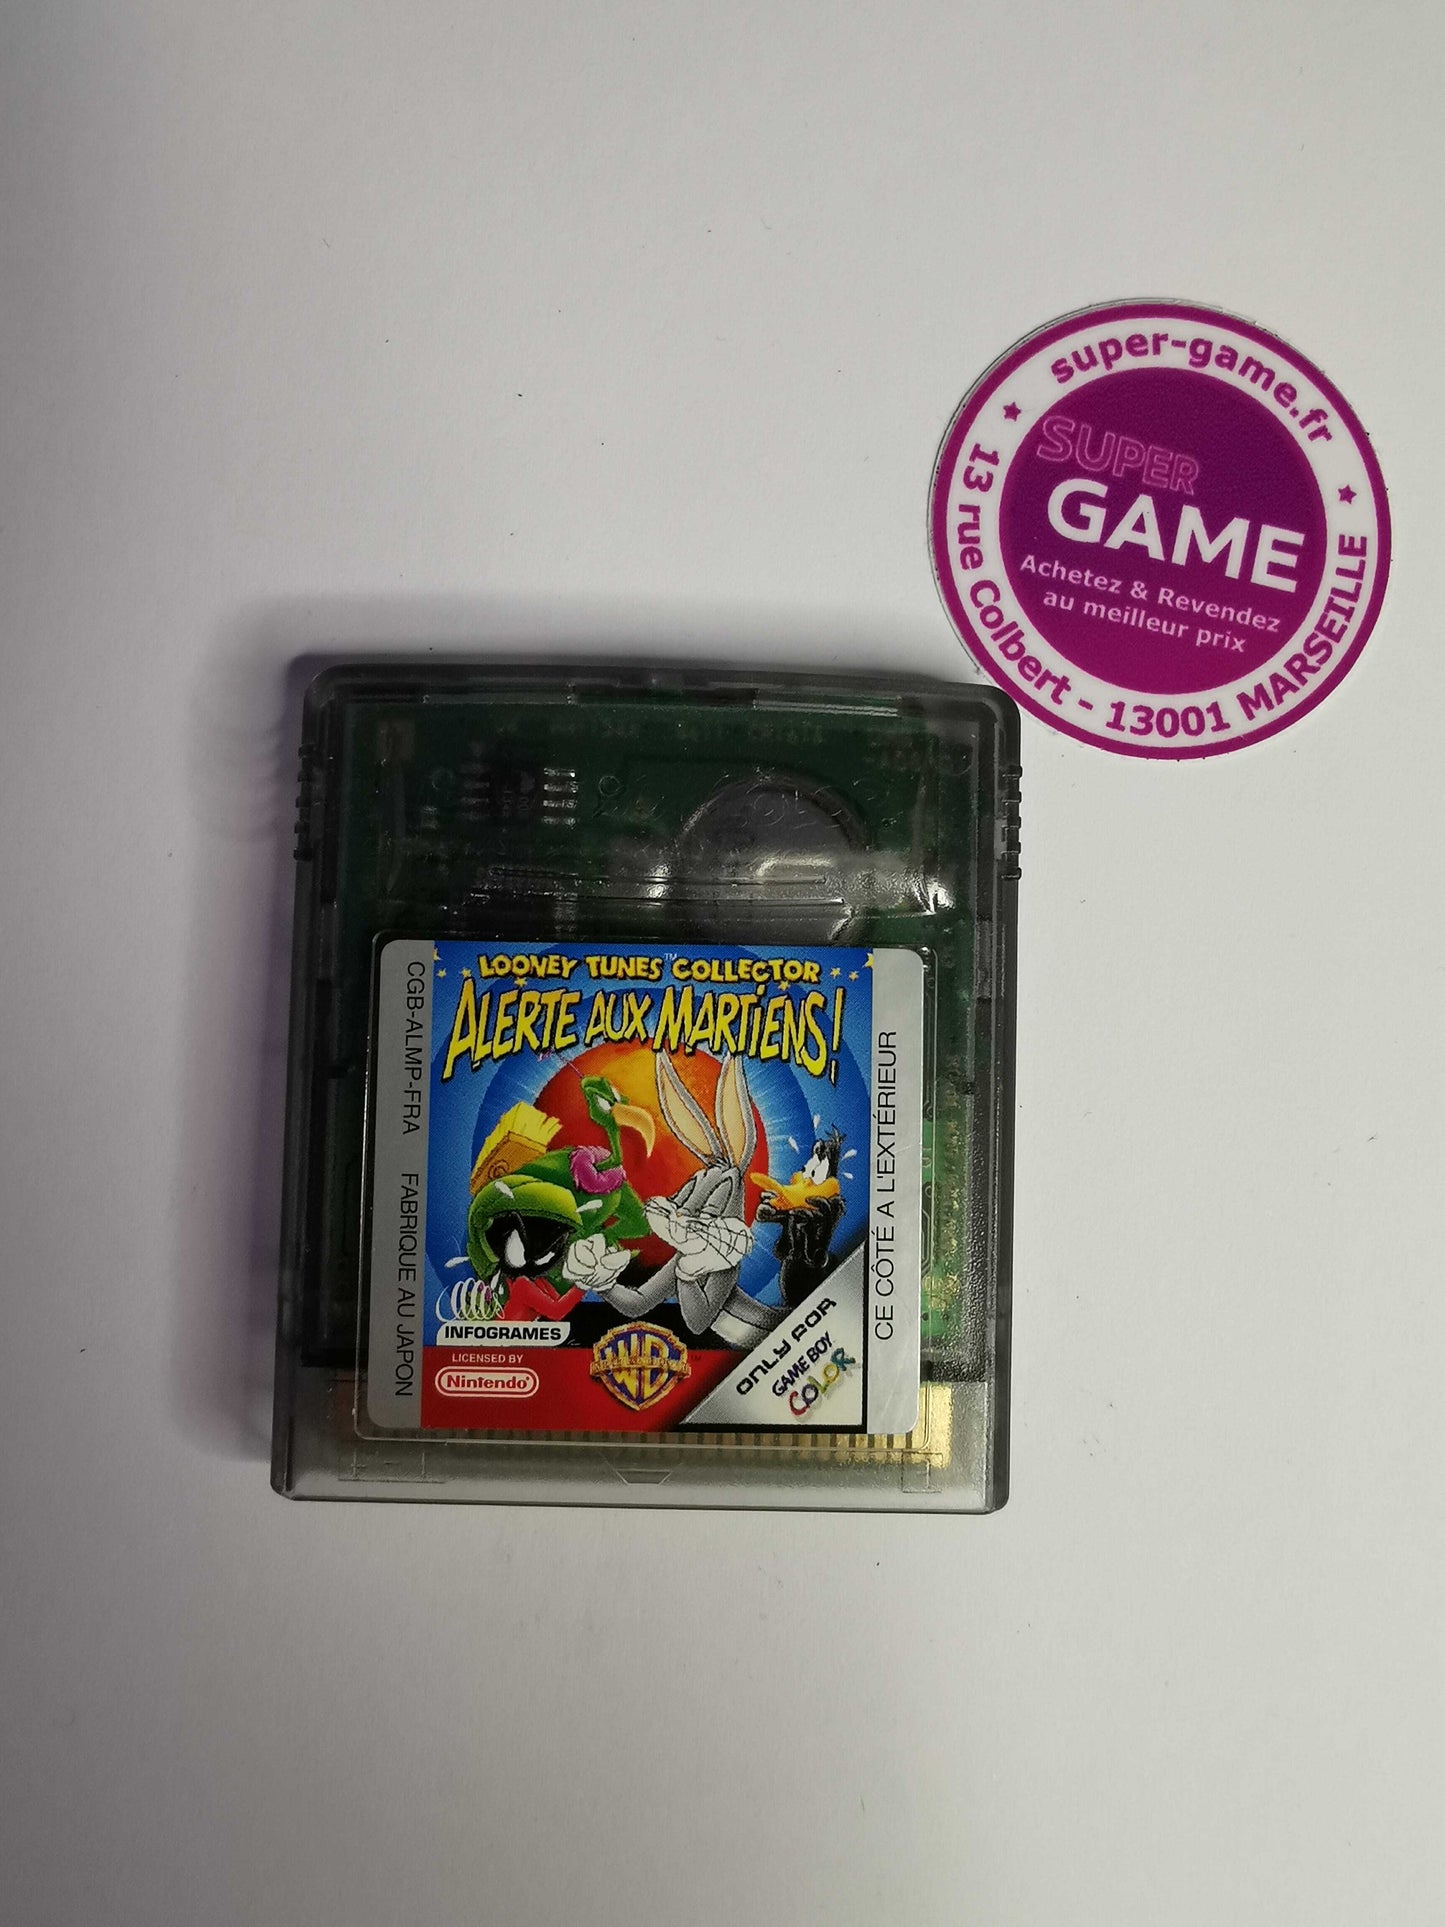 super-game.fr
SUPER
GAME
Achetez & Revendez
au meilleur prix
13 rue Colbert - 13001 MARSEILLE
LOONEY TUNES™ COLLECTOR
ALERTE AUX MARTIENS!
CGB-ALMP-FRA FABRIQUE AU JAPON
CE CÔTÉ A L'EXTÉRIEUR
INFOGRAMES
LICENSED BY
Nintendo®
WB
ONLY FOR
GAME BOY
COLOR